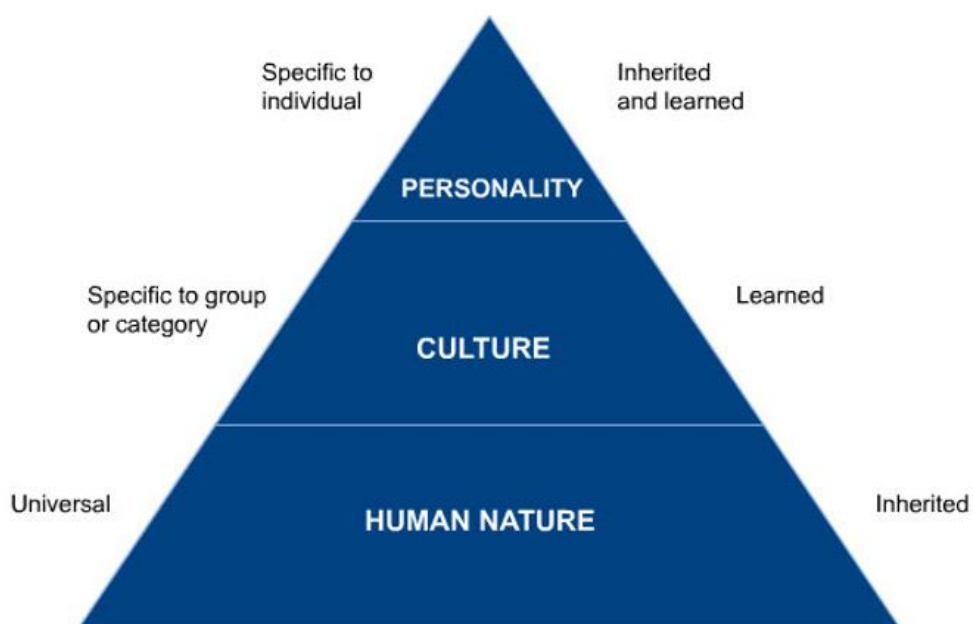 Specific to
individual
Inherited
and learned
PERSONALITY
Specific to group
or category
Learned
CULTURE
Universal
Inherited
HUMAN NATURE